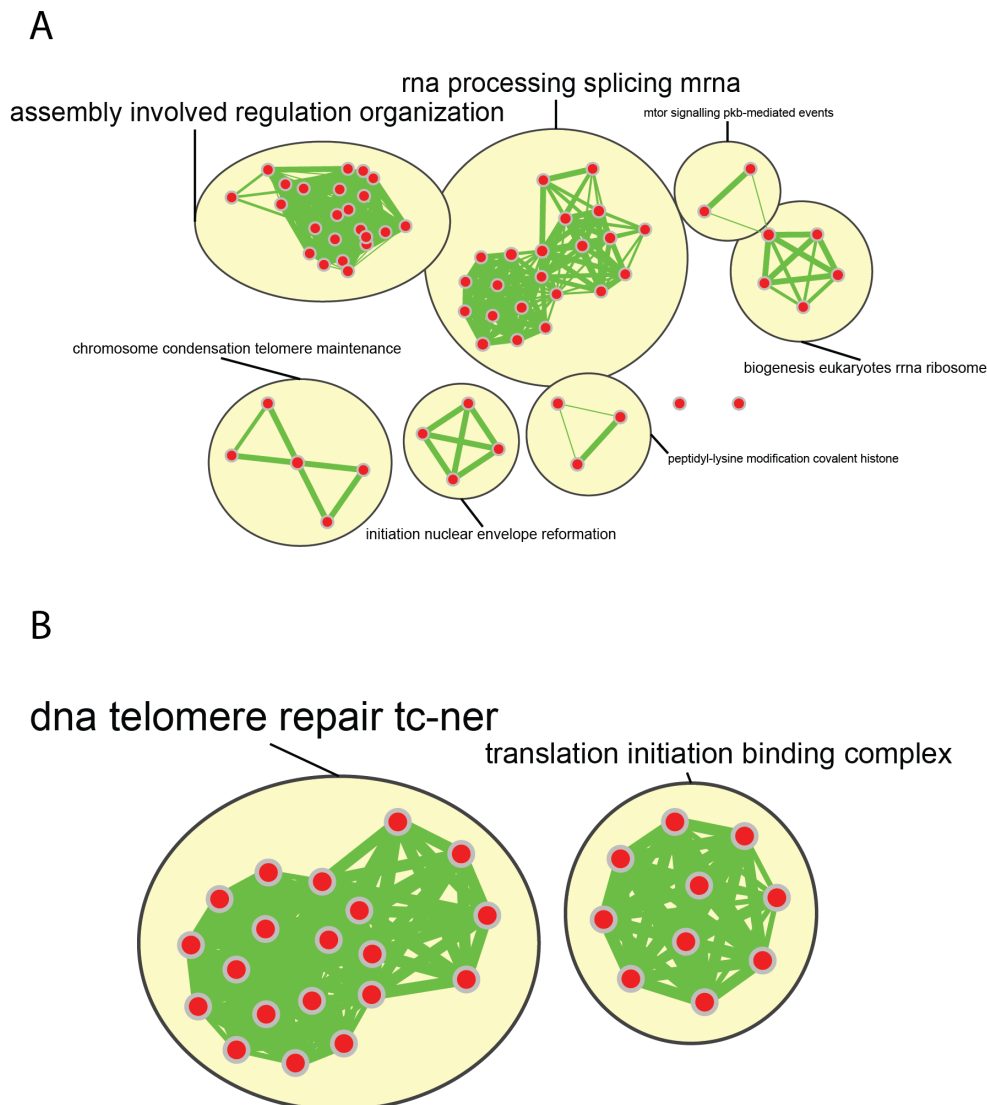 A
rna processing splicing mrna
assembly involved regulation organization
mtor signalling pkb-mediated events
chromosome condensation telomere maintenance
biogenesis eukaryotes rrna ribosome
peptidyl-lysine modification covalent histone
initiation nuclear envelope reformation
B
dna telomere repair tc-ner
translation initiation binding complex